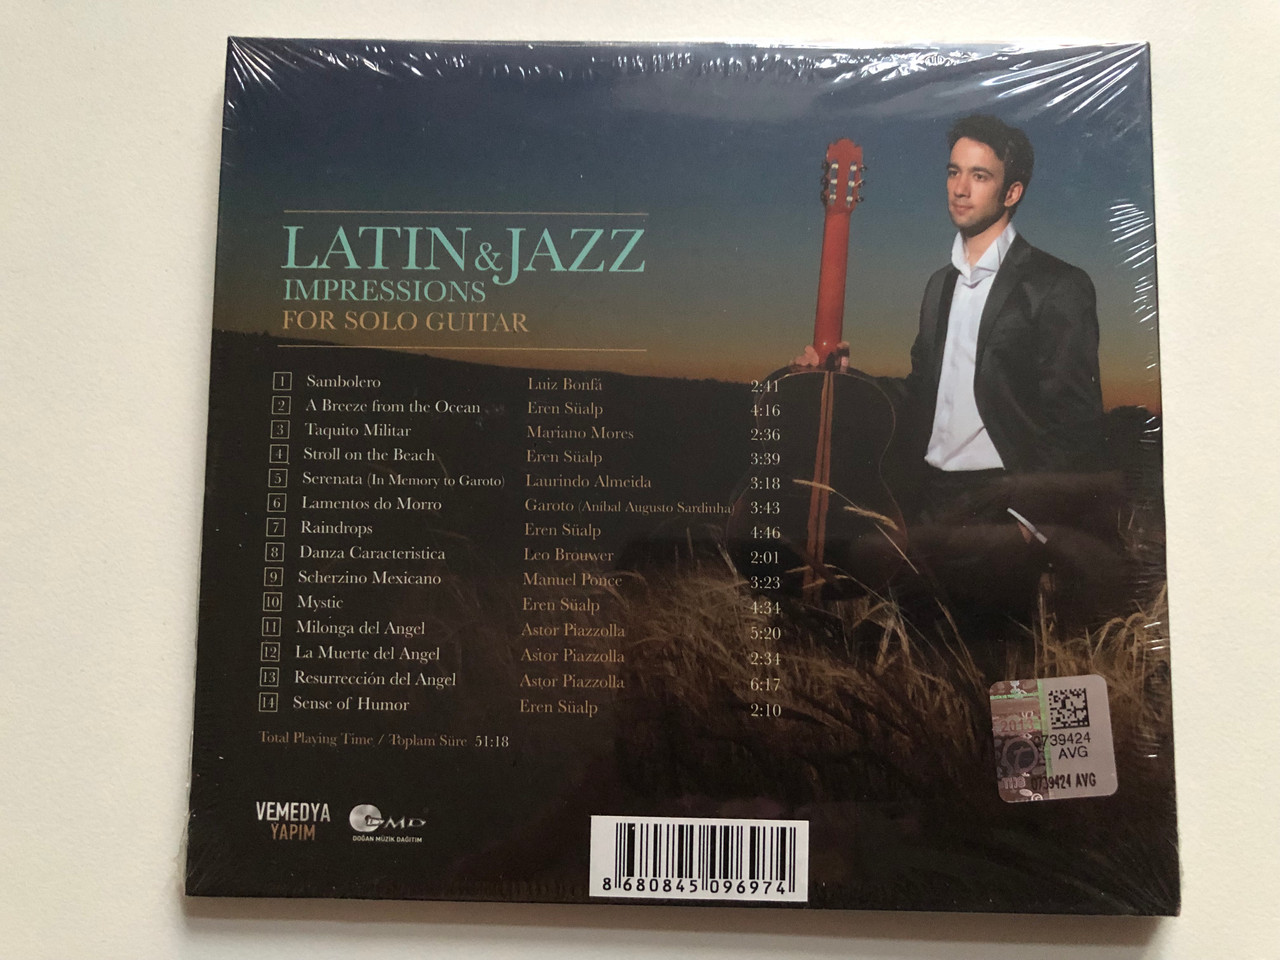 LATIN & JAZZ
IMPRESSIONS
FOR SOLO GUITAR
1 Sambolero Luiz Bonfá 2:41
2 A Breeze from the Ocean Eren Süalp 4:16
3 Taquito Militar Mariano Mores 2:36
4 Stroll on the Beach Eren Süalp 3:39
5 Serenata (In Memory to Garoto) Laurindo Almeida 3:18
6 Lamentos do Morro Garoto (Aníbal Augusto Sardinha) 3:43
7 Raindrops Eren Süalp 4:46
8 Danza Caracteristica Leo Brouwer 2:01
9 Scherzino Mexicano Manuel Ponce 3:23
10 Mystic Eren Süalp 4:34
11 Milonga del Angel Astor Piazzolla 5:20
12 La Muerte del Angel Astor Piazzolla 2:34
13 Resurrección del Angel Astor Piazzolla 6:17
14 Sense of Humor Eren Süalp 2:10
Total Playing Time / Toplam Süre 51:18
2013
0739424
AVG
0739424 AVG
VEMEDYA
YAPIM
DMD
DOĞAN MÜZİK DAĞITIM
8 680845 096974